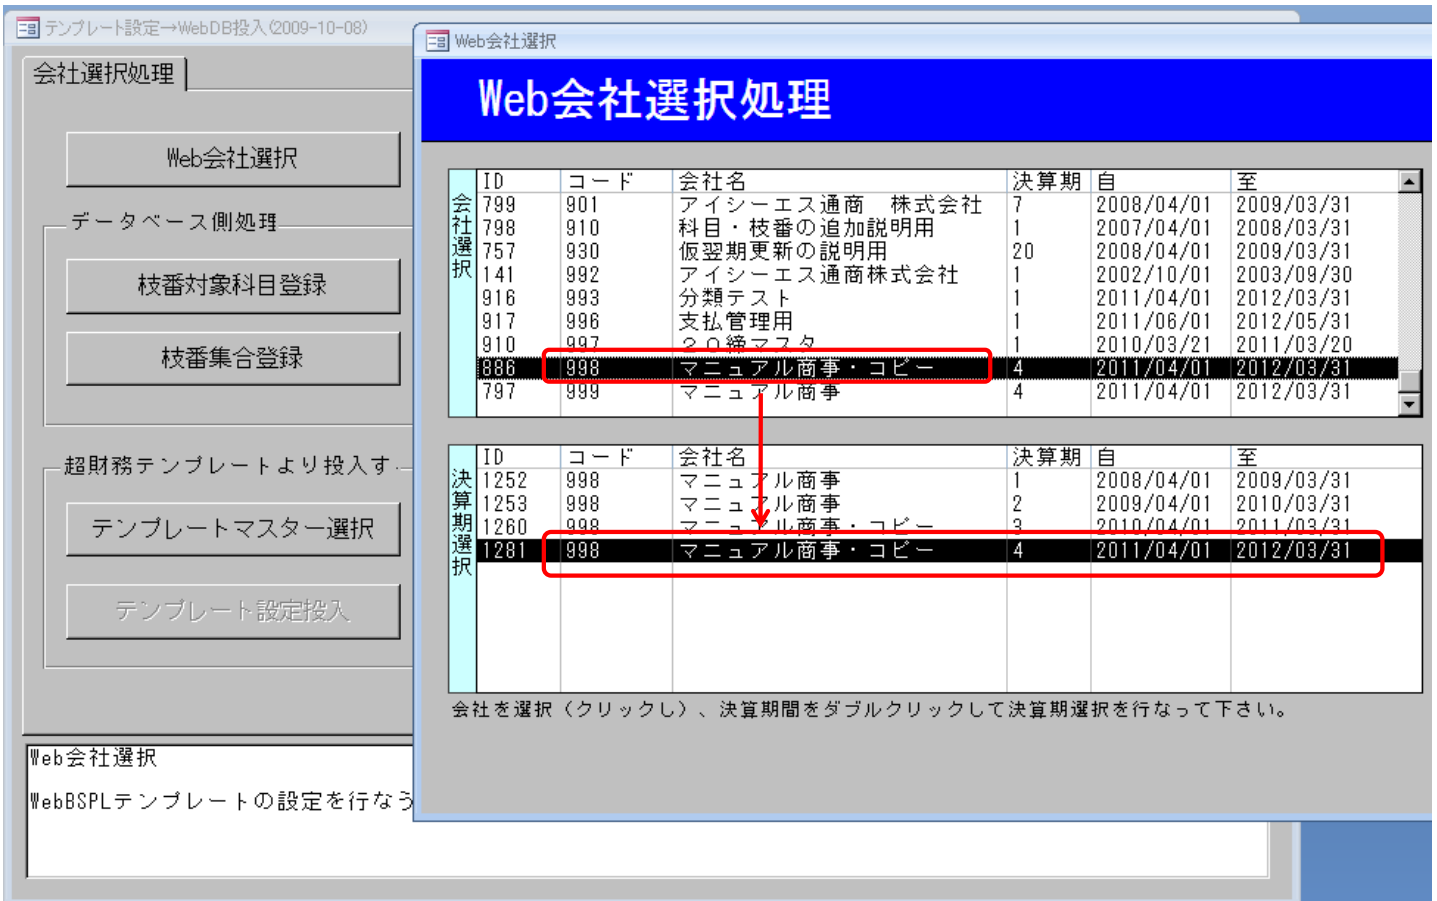 テンプレート設定→WebDB投入(2009-10-08)
会社選択処理
Web会社選択
データベース側処理
枝番対象科目登録
枝番集合登録
超財務テンプレートより投入す
テンプレートマスター選択
テンプレート設定投入
Web会社選択
WebBSPLテンプレートの設定を行なう
Web会社選択
Web会社選択処理
会社選択
ID コード 会社名 決算期 自 至
799 901 アイシーエス通商　株式会社 7 2008/04/01 2009/03/31
798 910 科目・枝番の追加説明用 1 2007/04/01 2008/03/31
757 930 仮翌期更新の説明用 20 2008/04/01 2009/03/31
141 992 アイシーエス通商株式会社 1 2002/10/01 2003/09/30
916 993 分類テスト 1 2011/04/01 2012/03/31
917 996 支払管理用 1 2011/06/01 2012/05/31
910 997 ２０締マスタ 1 2010/03/21 2011/03/20
886 998 マニュアル商事・コピー 4 2011/04/01 2012/03/31
797 999 マニュアル商事 4 2011/04/01 2012/03/31
決算期選択
ID コード 会社名 決算期 自 至
1252 998 マニュアル商事 1 2008/04/01 2009/03/31
1253 998 マニュアル商事 2 2009/04/01 2010/03/31
1260 998 マニュアル商事・コピー 3 2010/04/01 2011/03/31
1281 998 マニュアル商事・コピー 4 2011/04/01 2012/03/31
会社を選択（クリックし）、決算期間をダブルクリックして決算期選択を行なって下さい。